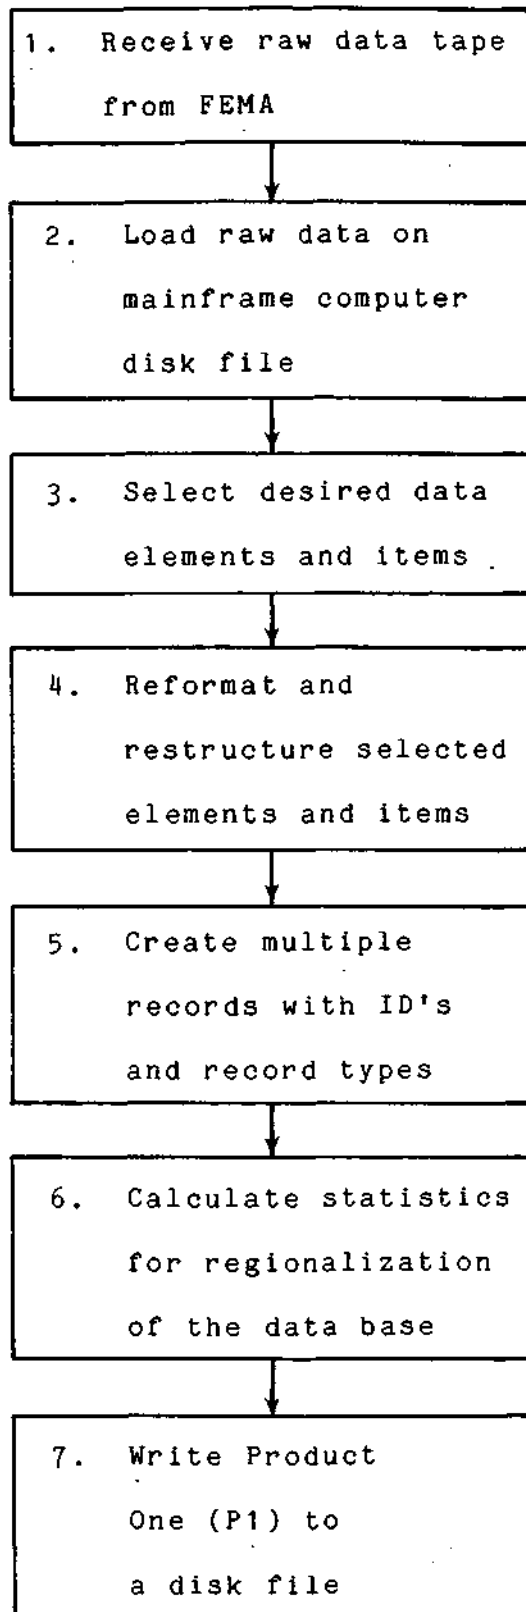 1. Receive raw data tape
from FEMA
2. Load raw data on
mainframe computer
disk file
3. Select desired data
elements and items
4. Reformat and
restructure selected
elements and items
5. Create multiple
records with ID's
and record types
6. Calculate statistics
for regionalization
of the data base
7. Write Product
One (P1) to
a disk file